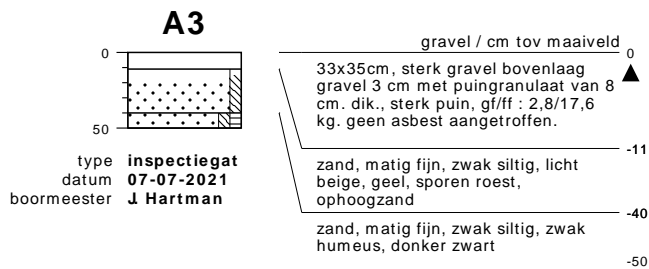 A3
gravel / cm tov maaiveld
0
0
33x35cm, sterk gravel bovenlaag
gravel 3 cm met puingranulaat van 8
cm. dik., sterk puin, gf/ff : 2,8/17,6
kg. geen asbest aangetroffen.
50
-11
type inspectiegat
datum 07-07-2021
boormeester J. Hartman
zand, matig fijn, zwak siltig, licht
beige, geel, sporen roest,
ophoogzand
-40
zand, matig fijn, zwak siltig, zwak
humeus, donker zwart
-50